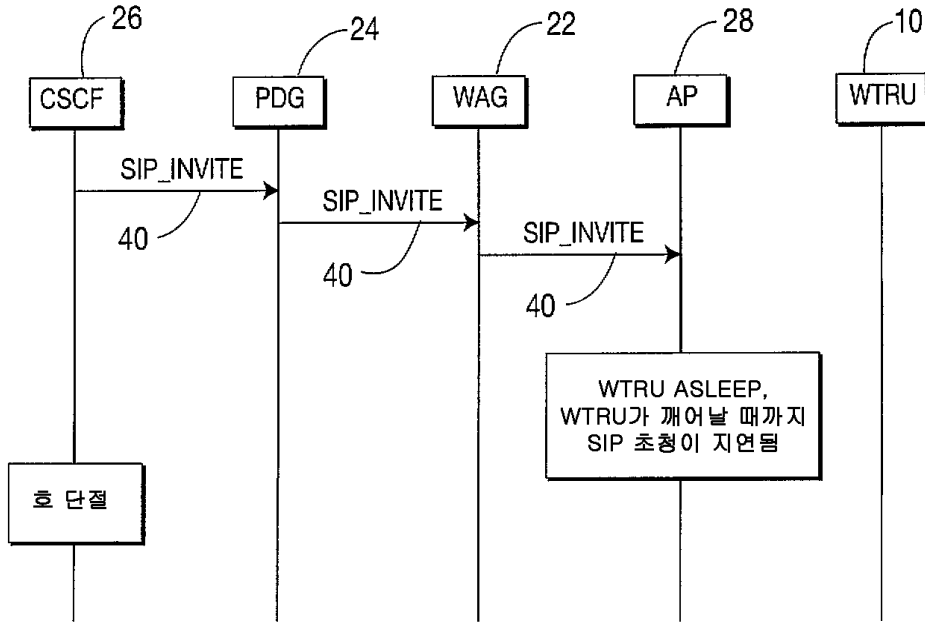 26
24
22
28
10
CSCF
PDG
WAG
AP
WTRU
SIP_INVITE
40
SIP_INVITE
40
SIP_INVITE
40
WTRU ASLEEP,
WTRU가 깨어날 때까지
SIP 초청이 지연됨
호 단절